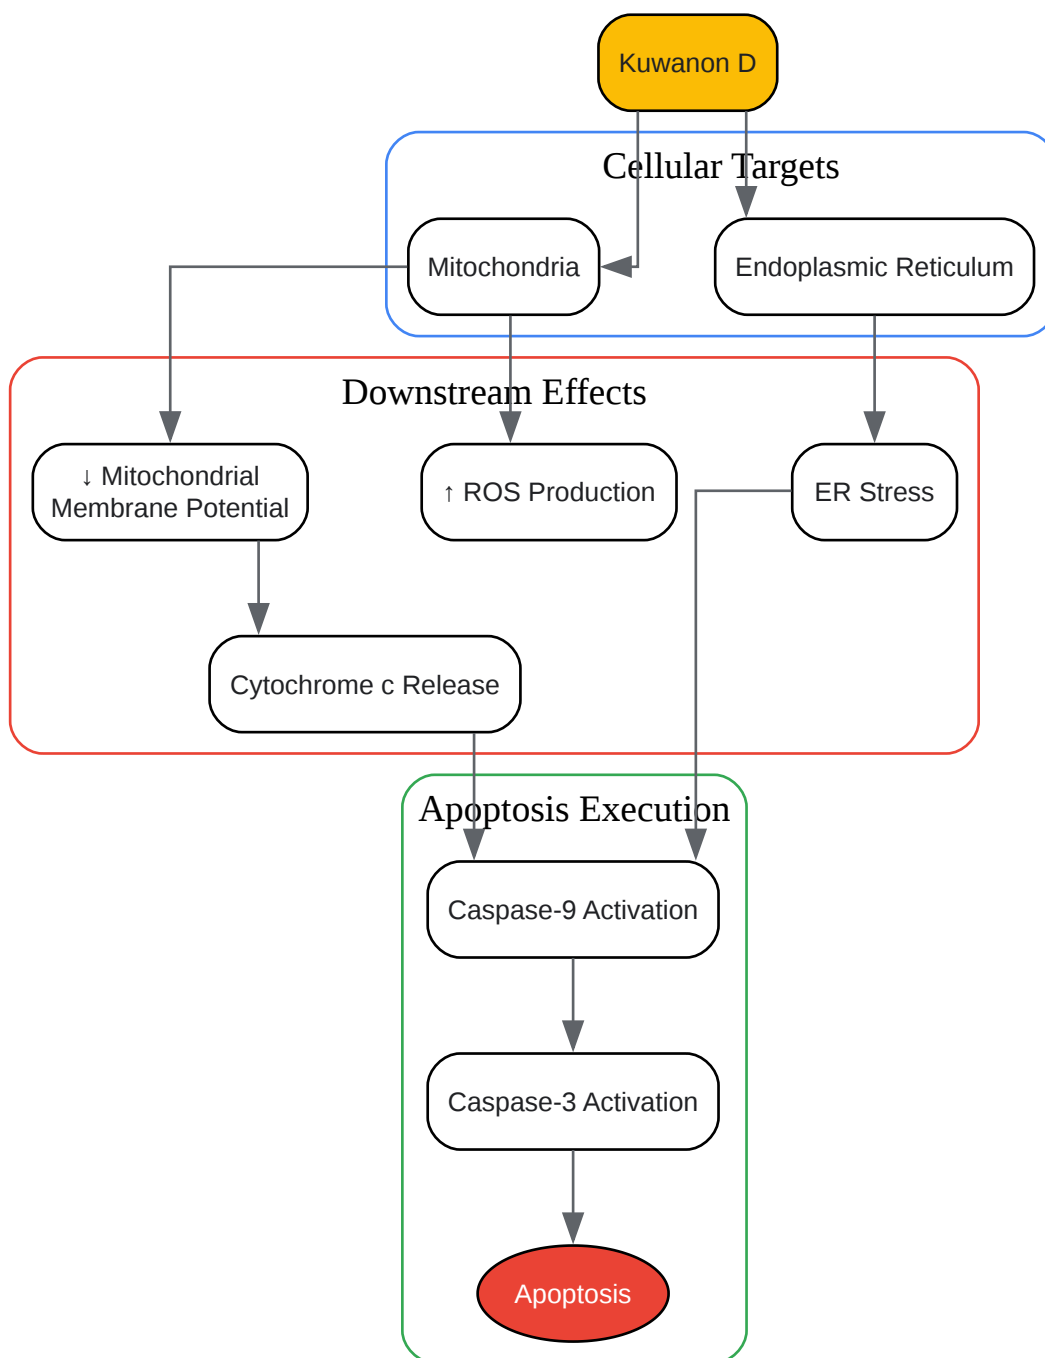 Kuwanon D
Cellular Targets
Mitochondria
Endoplasmic Reticulum
Downstream Effects
↓ Mitochondrial
Membrane Potential
↑ ROS Production
ER Stress
Cytochrome c Release
Apoptosis Execution
Caspase-9 Activation
Caspase-3 Activation
Apoptosis